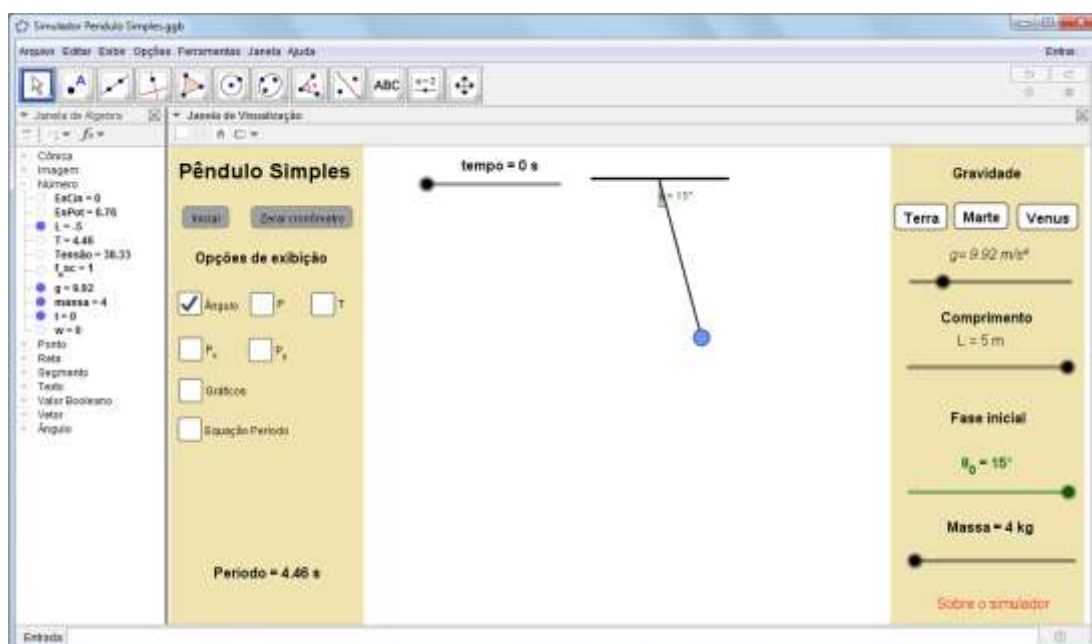 Simulador Pendulo Simples.ggb
Arquivo Editar Exibir Opções Ferramentas Janela Ajuda
Entrar
ABC
a=2
Janela de Álgebra
Janela de Visualização
Cônica
Imagem
Número
EnCin = 0
EnPot = 6.76
T = 4.46
Tensão = 38.33
g = 9.92
massa = 4
t = 0
w = 0
Ponto
Reta
Segmento
Texto
Valor Booleano
Vetor
Ângulo
Pêndulo Simples
Iniciar
Zerar cronômetro
Opções de exibição
Ângulo
P
T
Gráficos
Equação Período
Período = 4.46 s
tempo = 0 s
15°
Gravidade
Terra
Marte
Venus
g= 9.92 m/s²
Comprimento
L = 5 m
Fase inicial
θ₀ = 15°
Massa = 4 kg
Sobre o simulador
Entrada: